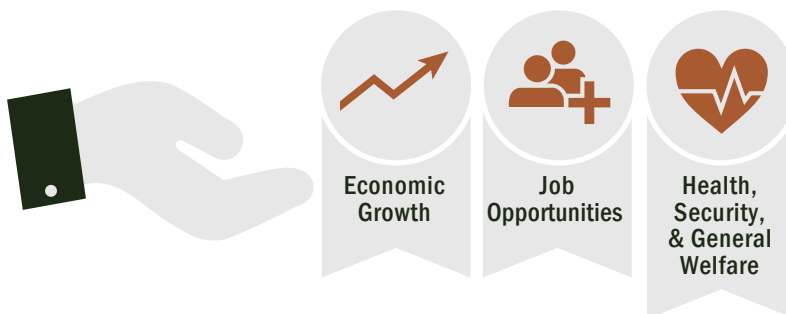 Economic
Growth
Job
Opportunities
Health,
Security,
& General
Welfare